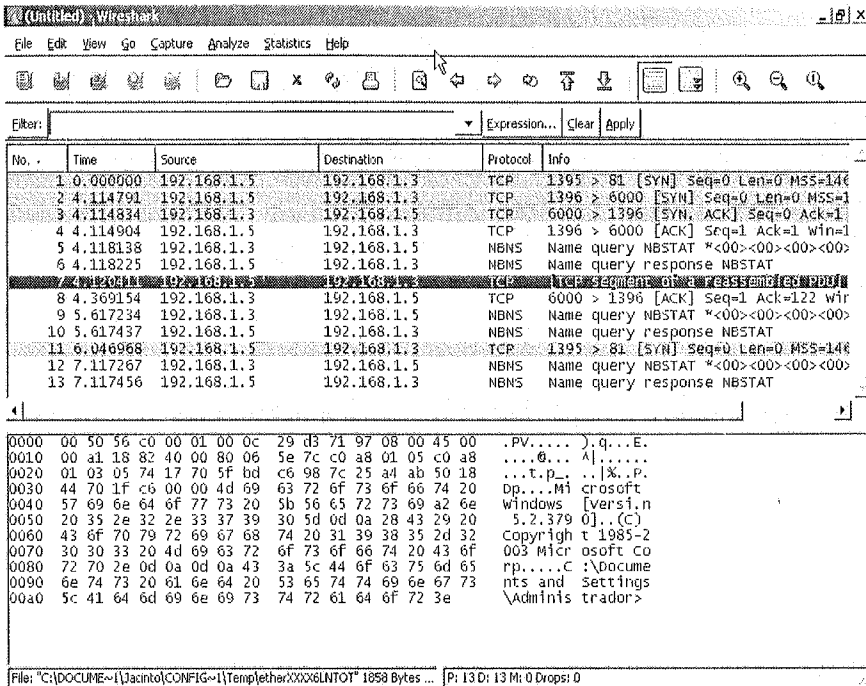 (Untitled) - Wireshark
File Edit View Go Capture Analyze Statistics Help
Filter: Expression... Clear Apply
No. - Time Source Destination Protocol Info
1 0.000000 192.168.1.5 192.168.1.3 TCP 1395 > 81 [SYN] Seq=0 Len=0 MSS=146
2 4.114791 192.168.1.5 192.168.1.3 TCP 1396 > 6000 [SYN] Seq=0 Len=0 MSS=1
3 4.114834 192.168.1.3 192.168.1.5 TCP 6000 > 1396 [SYN, ACK] Seq=0 Ack=1
4 4.114904 192.168.1.5 192.168.1.3 TCP 1396 > 6000 [ACK] Seq=1 Ack=1 Win=1
5 4.118138 192.168.1.3 192.168.1.5 NBNS Name query NBSTAT *<00><00><00><00>
6 4.118225 192.168.1.5 192.168.1.3 NBNS Name query response NBSTAT
7 4.120411 192.168.1.5 192.168.1.3 TCP [TCP segment of a reassembled PDU]
8 4.369154 192.168.1.3 192.168.1.5 TCP 6000 > 1396 [ACK] Seq=1 Ack=122 Win
9 5.617234 192.168.1.3 192.168.1.5 NBNS Name query NBSTAT *<00><00><00><00>
10 5.617437 192.168.1.5 192.168.1.3 NBNS Name query response NBSTAT
11 6.046968 192.168.1.5 192.168.1.3 TCP 1395 > 81 [SYN] Seq=0 Len=0 MSS=146
12 7.117267 192.168.1.3 192.168.1.5 NBNS Name query NBSTAT *<00><00><00><00>
13 7.117456 192.168.1.5 192.168.1.3 NBNS Name query response NBSTAT
0000 00 50 56 c0 00 01 00 0c 29 d3 71 97 08 00 45 00 .PV..... ).q...E.
0010 00 a1 18 82 40 00 80 06 5e 7c c0 a8 01 05 c0 a8 ....@... ^|......
0020 01 03 05 74 17 70 5f bd c6 98 7c 25 a4 ab 50 18 ...t.p_. ..|%..P.
0030 44 70 1f c6 00 00 4d 69 63 72 6f 73 6f 66 74 20 Dp....Mi crosoft
0040 57 69 6e 64 6f 77 73 20 5b 56 65 72 73 69 a2 6e Windows [Versi.n
0050 20 35 2e 32 2e 33 37 39 30 5d 0d 0a 28 43 29 20 5.2.379 0]..(C)
0060 43 6f 70 79 72 69 67 68 74 20 31 39 38 35 2d 32 Copyrigh t 1985-2
0070 30 30 33 20 4d 69 63 72 6f 73 6f 66 74 20 43 6f 003 Micr osoft Co
0080 72 70 2e 0d 0a 0d 0a 43 3a 5c 44 6f 63 75 6d 65 rp.....C :\Docume
0090 6e 74 73 20 61 6e 64 20 53 65 74 74 69 6e 67 73 nts and Settings
00a0 5c 41 64 6d 69 6e 69 73 74 72 61 64 6f 72 3e \Adminis trador>
File: "C:\DOCUME~1\Jacinto\CONFIG~1\Temp\etherXXXX6LNTOT" 1858 Bytes ... P: 13 D: 13 M: 0 Drops: 0